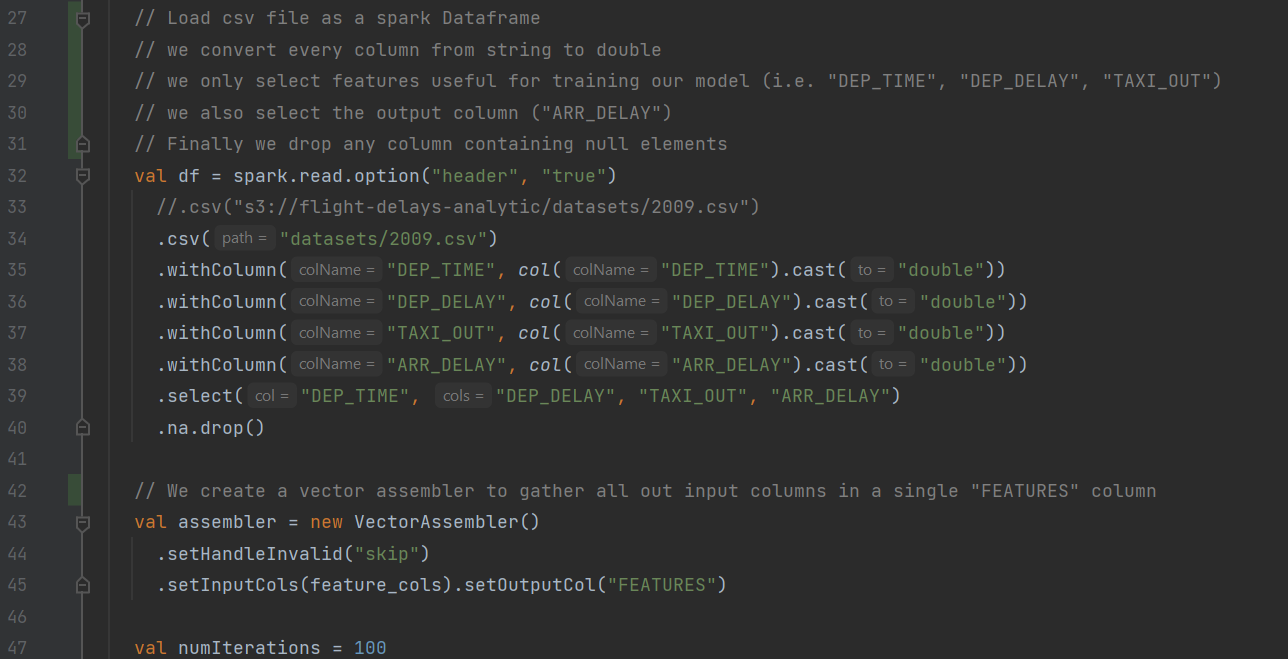 27 // Load csv file as a spark Dataframe
28 // we convert every column from string to double
29 // we only select features useful for training our model (i.e. "DEP_TIME", "DEP_DELAY", "TAXI_OUT")
30 // we also select the output column ("ARR_DELAY")
31 // Finally we drop any column containing null elements
32 val df = spark.read.option("header", "true")
33 //.csv("s3://flight-delays-analytic/datasets/2009.csv")
34 .csv( path = "datasets/2009.csv")
35 .withColumn( colName = "DEP_TIME", col( colName = "DEP_TIME").cast( to = "double"))
36 .withColumn( colName = "DEP_DELAY", col( colName = "DEP_DELAY").cast( to = "double"))
37 .withColumn( colName = "TAXI_OUT", col( colName = "TAXI_OUT").cast( to = "double"))
38 .withColumn( colName = "ARR_DELAY", col( colName = "ARR_DELAY").cast( to = "double"))
39 .select( col = "DEP_TIME", cols = "DEP_DELAY", "TAXI_OUT", "ARR_DELAY")
40 .na.drop()
41
42 // We create a vector assembler to gather all out input columns in a single "FEATURES" column
43 val assembler = new VectorAssembler()
44 .setHandleInvalid("skip")
45 .setInputCols(feature_cols).setOutputCol("FEATURES")
46
47 val numIterations = 100